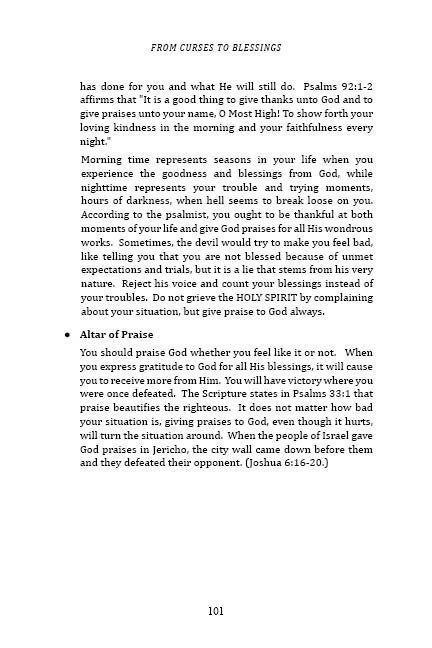 FROM CURSES TO BLESSINGS
has done for you and what He will still do. Psalms 92:1-2
affirms that "It is a good thing to give thanks unto God and to
give praises unto your name, O Most High! To show forth your
loving kindness in the morning and your faithfulness every
night."
Morning time represents seasons in your life when you
experience the goodness and blessings from God, while
nighttime represents your trouble and trying moments,
hours of darkness, when hell seems to break loose on you.
According to the psalmist, you ought to be thankful at both
moments of your life and give God praises for all His wondrous
works. Sometimes, the devil would try to make you feel bad,
like telling you that you are not blessed because of unmet
expectations and trials, but it is a lie that stems from his very
nature. Reject his voice and count your blessings instead of
your troubles. Do not grieve the HOLY SPIRIT by complaining
about your situation, but give praise to God always.
● Altar of Praise
You should praise God whether you feel like it or not. When
you express gratitude to God for all His blessings, it will cause
you to receive more from Him. You will have victory where you
were once defeated. The Scripture states in Psalms 33:1 that
praise beautifies the righteous. It does not matter how bad
your situation is, giving praises to God, even though it hurts,
will turn the situation around. When the people of Israel gave
God praises in Jericho, the city wall came down before them
and they defeated their opponent. (Joshua 6:16-20.)
101